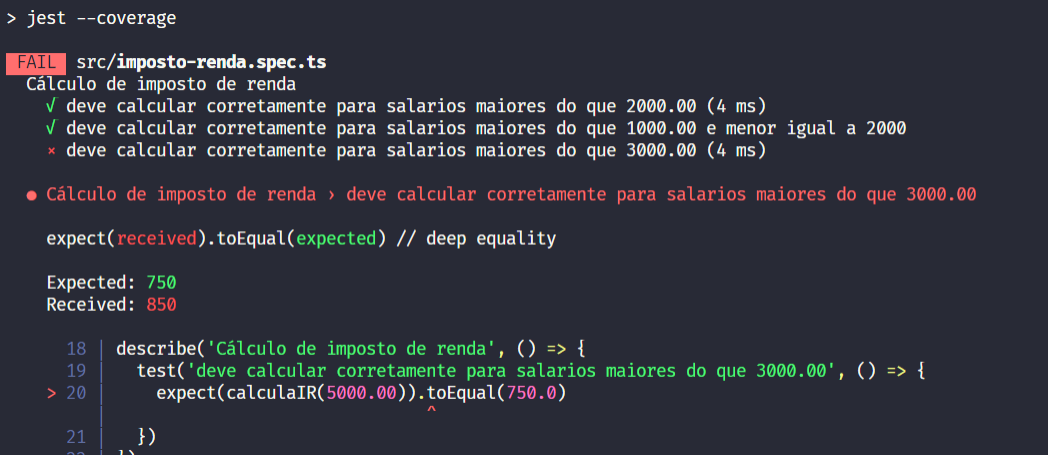 > jest --coverage
FAIL src/imposto-renda.spec.ts
Cálculo de imposto de renda
√ deve calcular corretamente para salarios maiores do que 2000.00 (4 ms)
√ deve calcular corretamente para salarios maiores do que 1000.00 e menor igual a 2000
× deve calcular corretamente para salarios maiores do que 3000.00 (4 ms)
● Cálculo de imposto de renda › deve calcular corretamente para salarios maiores do que 3000.00
expect(received).toEqual(expected) // deep equality
Expected: 750
Received: 850
18 | describe('Cálculo de imposto de renda', () => {
19 | test('deve calcular corretamente para salarios maiores do que 3000.00', () => {
> 20 | expect(calculaIR(5000.00)).toEqual(750.0)
| ^
21 | })